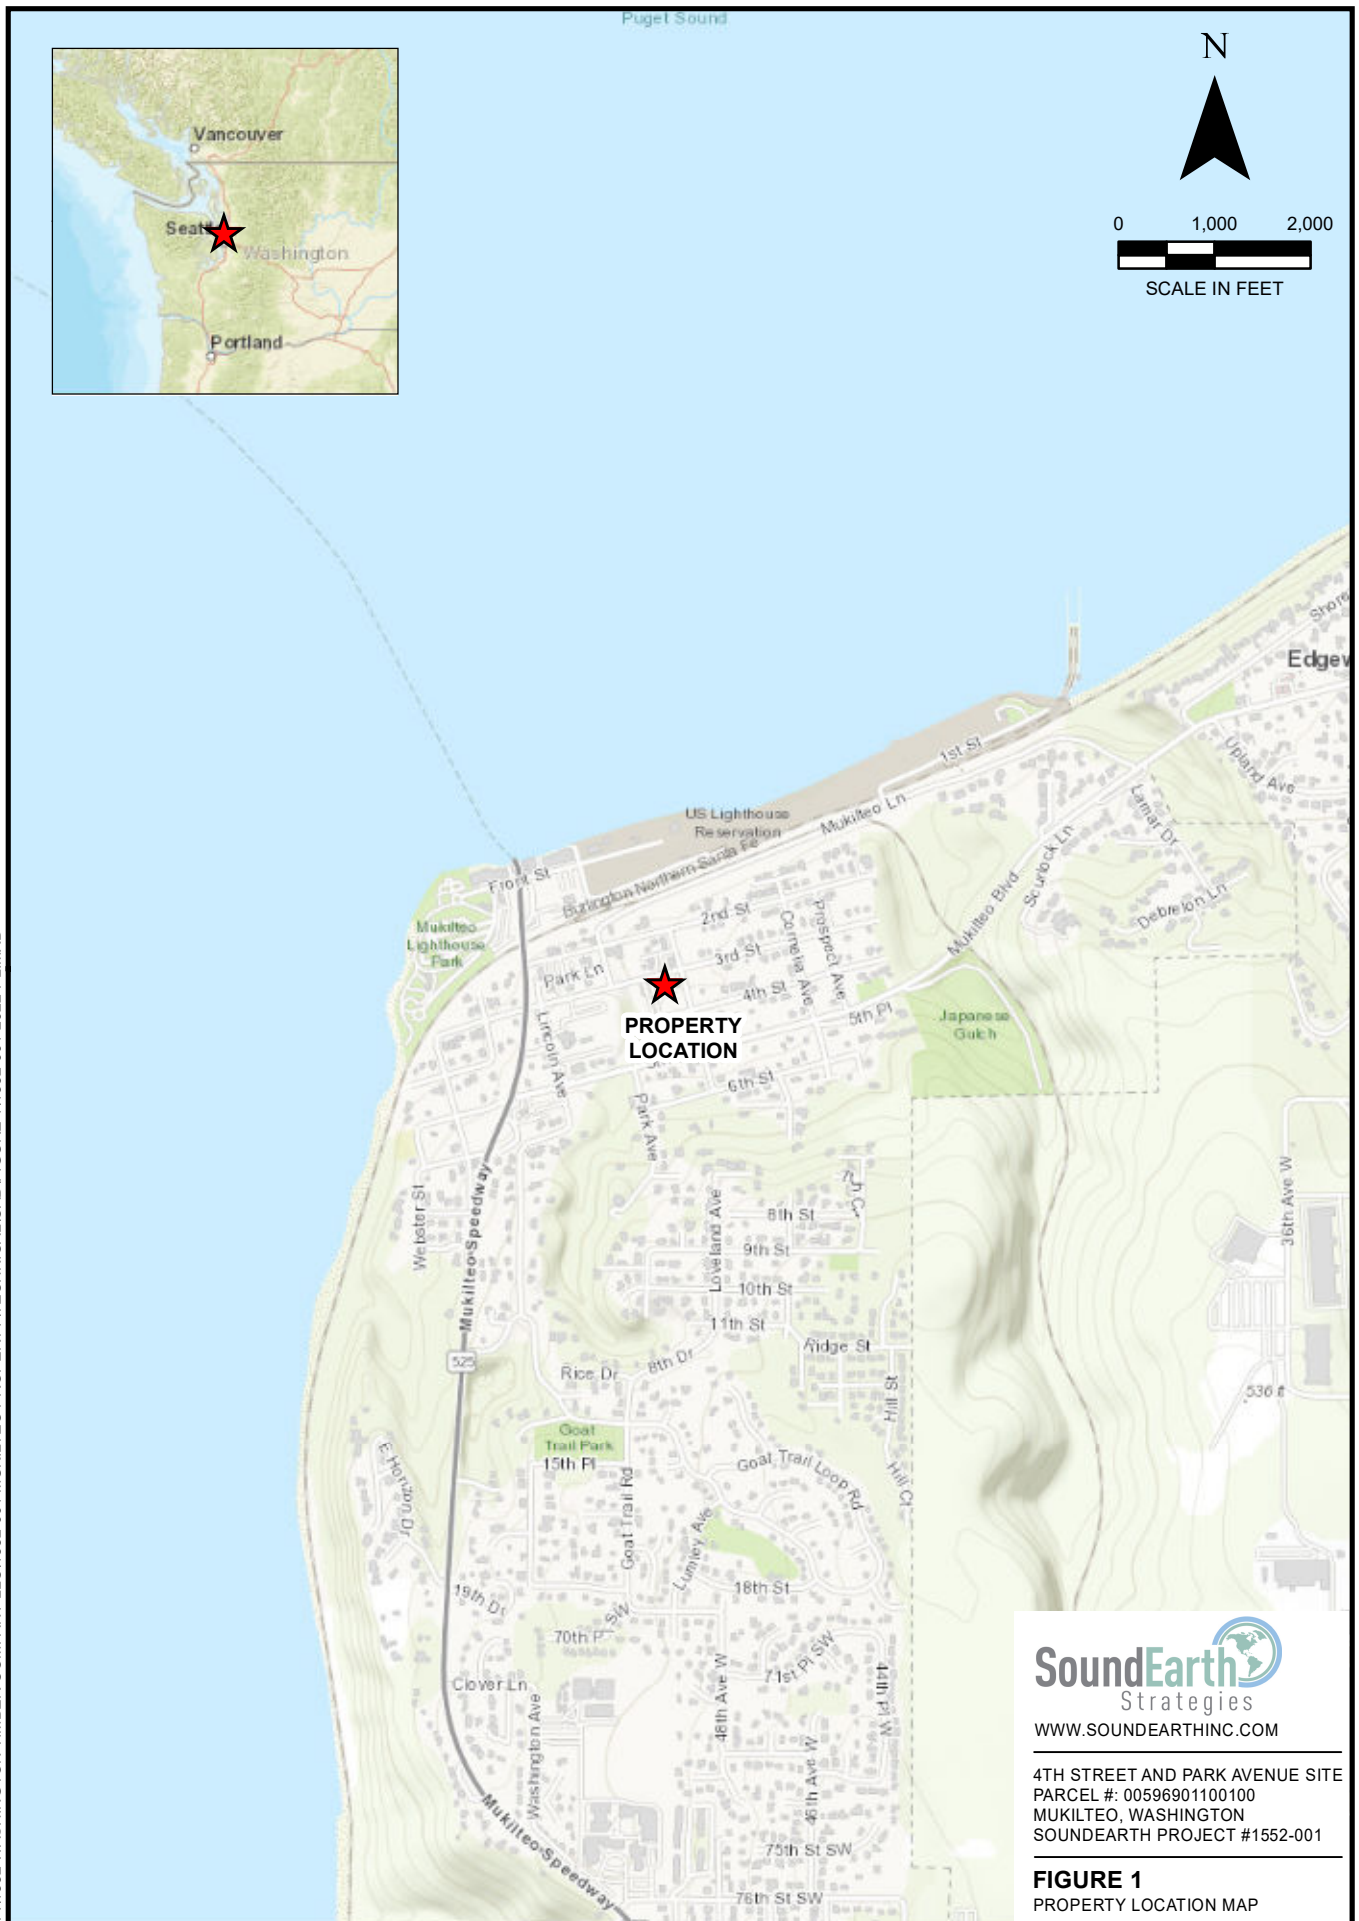 Puget Sound
N
Vancouver
Seatt
Washington
Portland
0 1,000 2,000
SCALE IN FEET
Shore
Edgew
Upland Ave
1st St
Lamar Dr
US Lighthouse
Reservation
Mukilteo Ln
Scurlock Ln
Burlington Northern Santa Fe
Front St
Debrelon Ln
Mukilteo Blvd
Mukilteo
Lighthouse
Park
2nd St
Cornelia Ave
Prospect Ave
3rd St
Park Ln
4th St
5th Pl
PROPERTY
LOCATION
Japanese
Gulch
Lincoln Ave
6th St
Park Ave
Webster St
Mukilteo Speedway
Loveland Ave
8th St
9th St
10th St
11th St
36th Ave W
525
Rice Dr
8th Dr
Ridge St
Hill St
536 ft
Goat
Trail Park
15th Pl
E Horizon Dr
Goat Trail Rd
Goat Trail Loop Rd
Hill Ct
Lumley Ave
18th St
19th Dr
70th P
SW
71st Pl SW
44th Pl W
48th Ave W
Clover Ln
Washington Ave
46th Ave W
Mukilteo Speedway
75th St SW
76th St SW
SoundEarth
Strategies
WWW.SOUNDEARTHINC.COM
4TH STREET AND PARK AVENUE SITE
PARCEL #: 00596901100100
MUKILTEO, WASHINGTON
SOUNDEARTH PROJECT #1552-001
FIGURE 1
PROPERTY LOCATION MAP